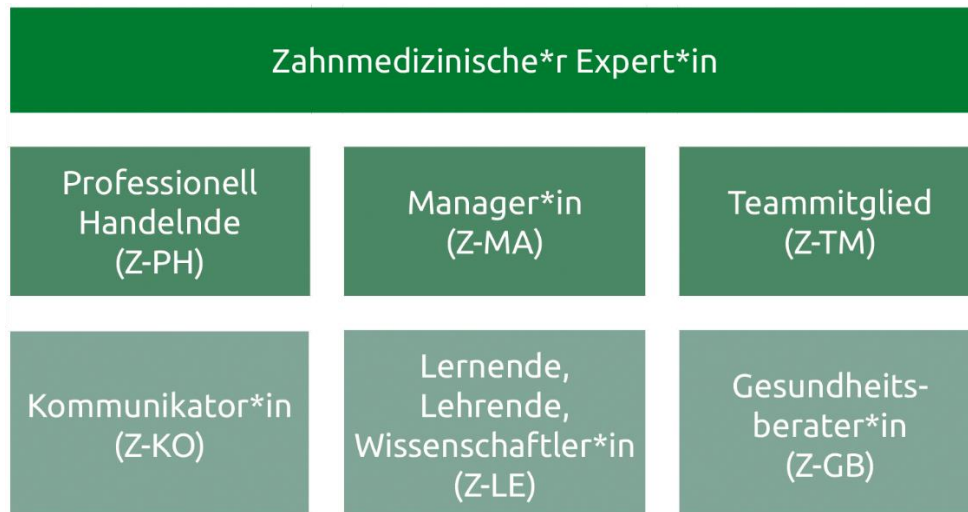 Zahnmedizinische*r Expert*in
Professionell
Handelnde
(Z-PH)
Manager*in
(Z-MA)
Teammitglied
(Z-TM)
Kommunikator*in
(Z-KO)
Lernende,
Lehrende,
Wissenschaftler*in
(Z-LE)
Gesundheits-
berater*in
(Z-GB)